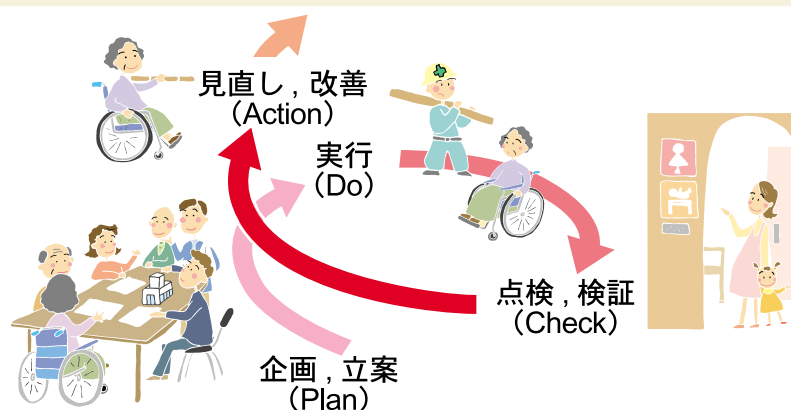 見直し，改善
（Action）
実行
（Do）
点検，検証
（Check）
企画，立案
（Plan）